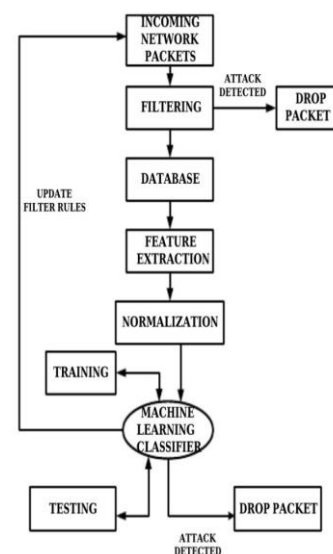 INCOMING
NETWORK
PACKETS
ATTACK
DETECTED
FILTERING
DROP
PACKET
DATABASE
UPDATE
FILTER RULES
FEATURE
EXTRACTION
NORMALIZATION
TRAINING
MACHINE
LEARNING
CLASSIFIER
TESTING
DROP PACKET
ATTACK
DETECTED